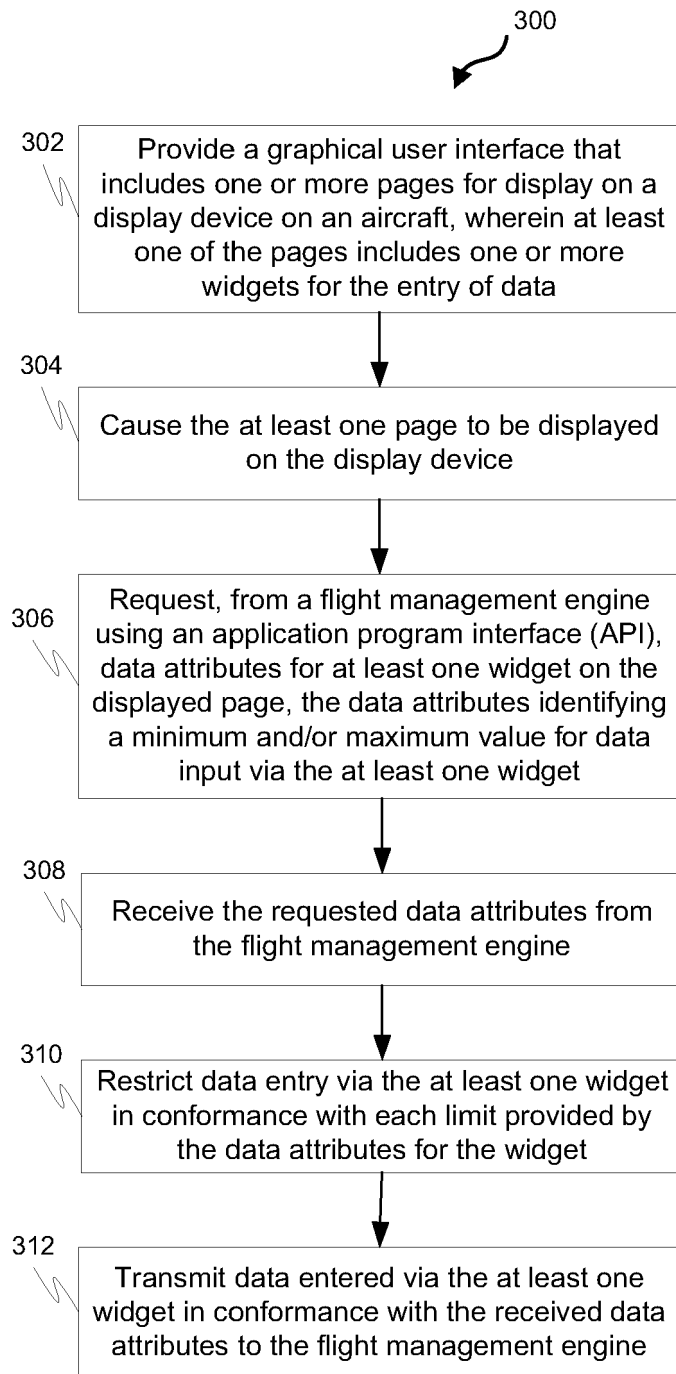 300
302
Provide a graphical user interface that
includes one or more pages for display on a
display device on an aircraft, wherein at least
one of the pages includes one or more
widgets for the entry of data
304
Cause the at least one page to be displayed
on the display device
306
Request, from a flight management engine
using an application program interface (API),
data attributes for at least one widget on the
displayed page, the data attributes identifying
a minimum and/or maximum value for data
input via the at least one widget
308
Receive the requested data attributes from
the flight management engine
310
Restrict data entry via the at least one widget
in conformance with each limit provided by
the data attributes for the widget
312
Transmit data entered via the at least one
widget in conformance with the received data
attributes to the flight management engine